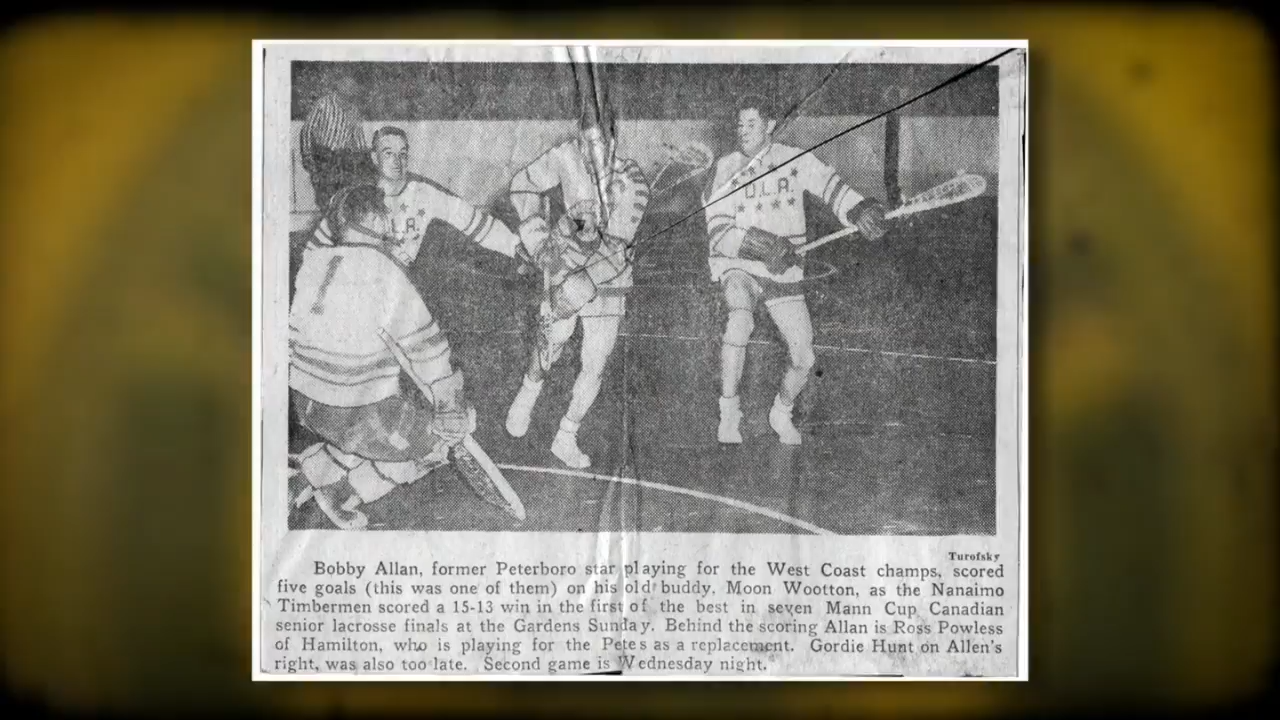 1
L.A.
O.L.A.
Turofsky
Bobby Allan, former Peterboro star playing for the West Coast champs, scored
five goals (this was one of them) on his old buddy, Moon Wootton, as the Nanaimo
Timbermen scored a 15-13 win in the first of the best in seven Mann Cup Canadian
senior lacrosse finals at the Gardens Sunday. Behind the scoring Allan is Ross Powless
of Hamilton, who is playing for the Petes as a replacement. Gordie Hunt on Allen's
right, was also too late. Second game is Wednesday night.